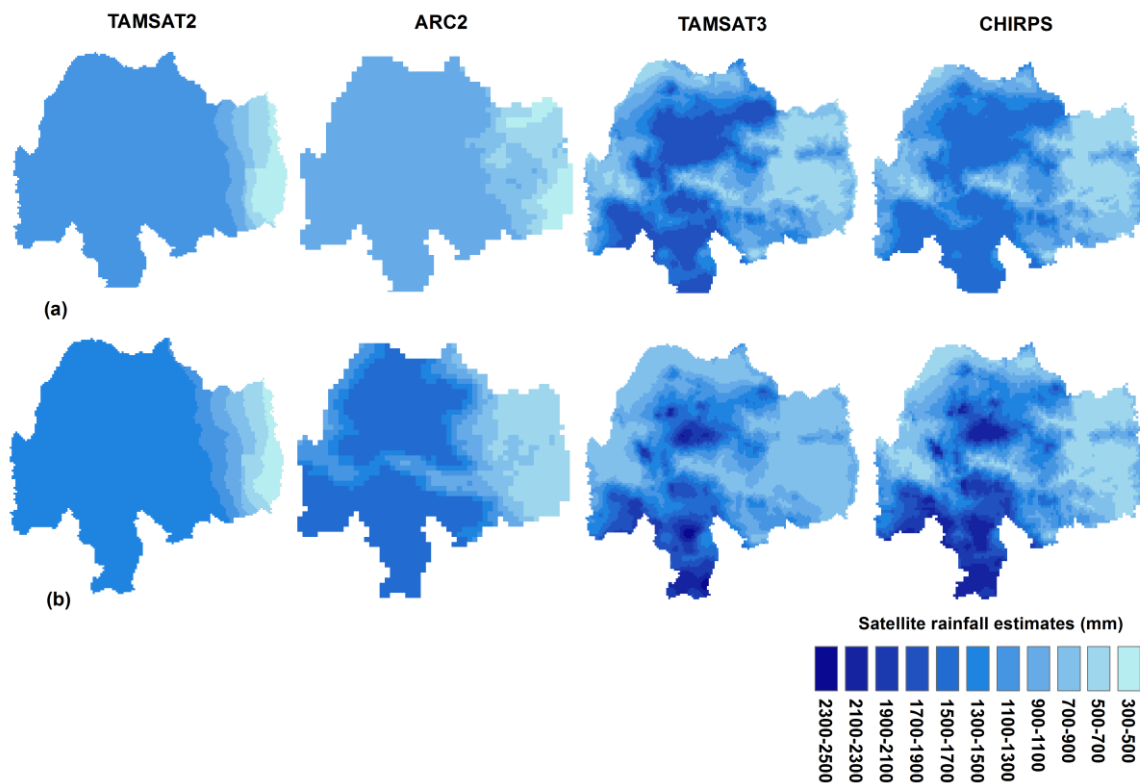 TAMSAT2 ARC2 TAMSAT3 CHIRPS
(a)
(b)
Satellite rainfall estimates (mm)
2300-2500
2100-2300
1900-2100
1700-1900
1500-1700
1300-1500
1100-1300
900-1100
700-900
500-700
300-500